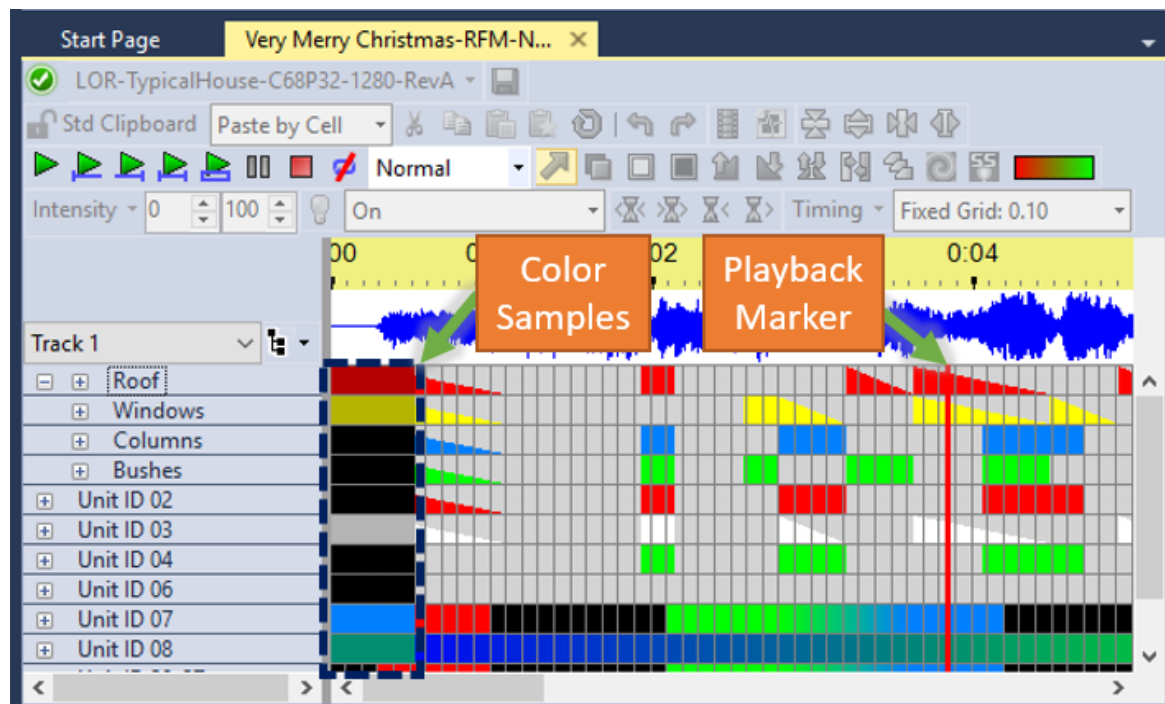 Start Page
Very Merry Christmas-RFM-N...
LOR-TypicalHouse-C68P32-1280-RevA
Std Clipboard
Paste by Cell
Normal
SS
Intensity
0
100
On
Timing
Fixed Grid: 0.10
00
02
0:04
Color
Samples
Playback
Marker
Track 1
Roof
Windows
Columns
Bushes
Unit ID 02
Unit ID 03
Unit ID 04
Unit ID 06
Unit ID 07
Unit ID 08